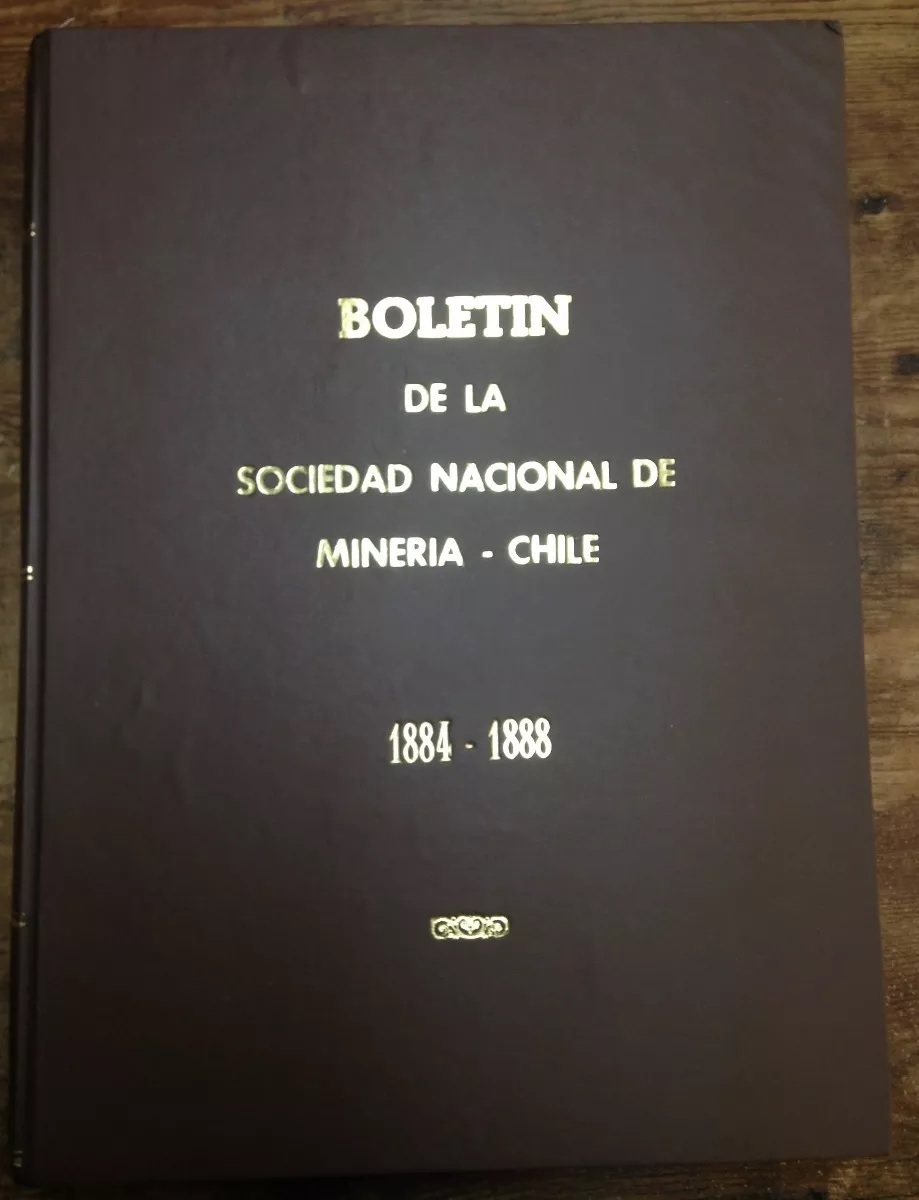 BOLETIN
DE LA
SOCIEDAD NACIONAL DE
MINERIA - CHILE
1884 - 1888